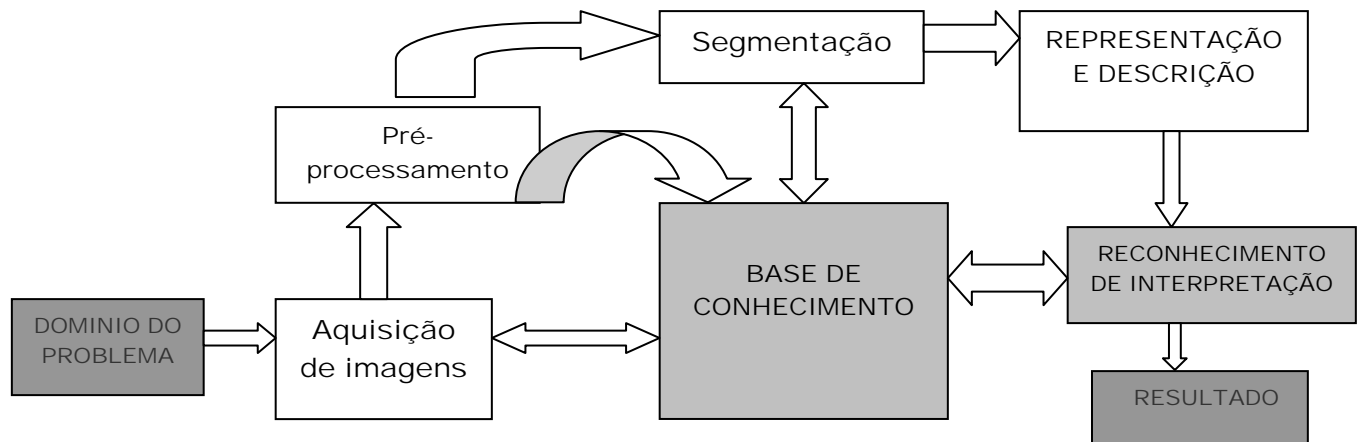 Segmentação
REPRESENTAÇÃO
E DESCRIÇÃO
Pré-
processamento
BASE DE
CONHECIMENTO
RECONHECIMENTO
DE INTERPRETAÇÃO
DOMINIO DO
PROBLEMA
Aquisição
de imagens
RESULTADO